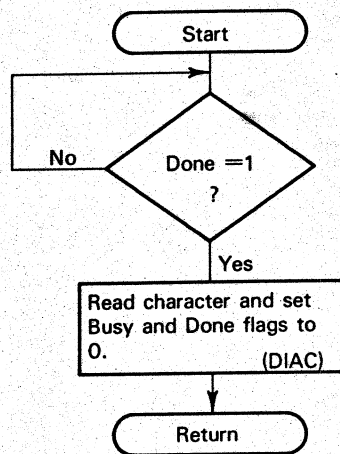 Start
No
Done =1
?
Yes
Read character and set
Busy and Done flags to
0.
(DIAC)
Return